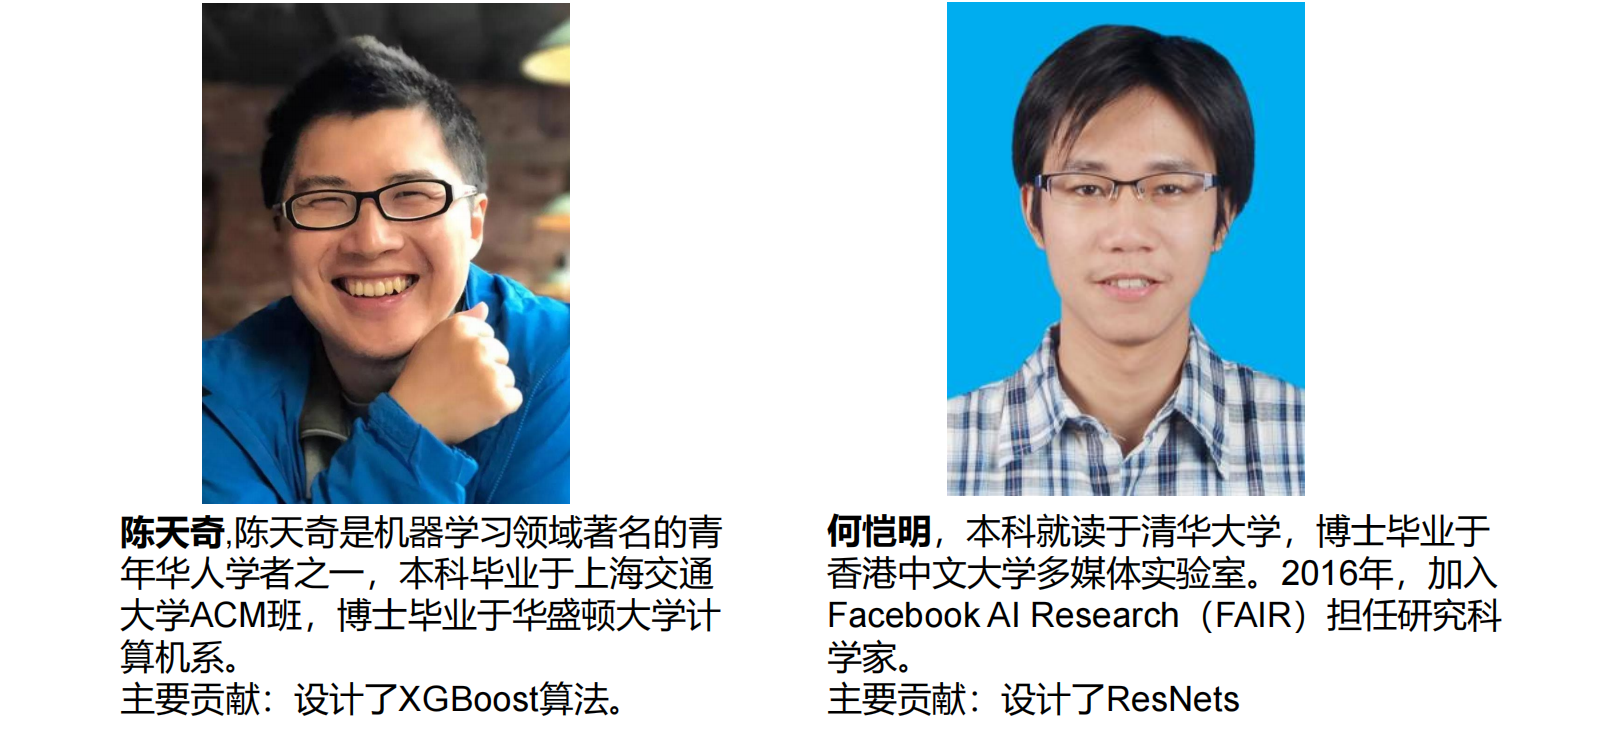 陈天奇,陈天奇是机器学习领域著名的青
年华人学者之一，本科毕业于上海交通
大学ACM班，博士毕业于华盛顿大学计
算机系。
主要贡献：设计了XGBoost算法。
何恺明，本科就读于清华大学，博士毕业于
香港中文大学多媒体实验室。2016年，加入
Facebook AI Research（FAIR）担任研究科
学家。
主要贡献：设计了ResNets